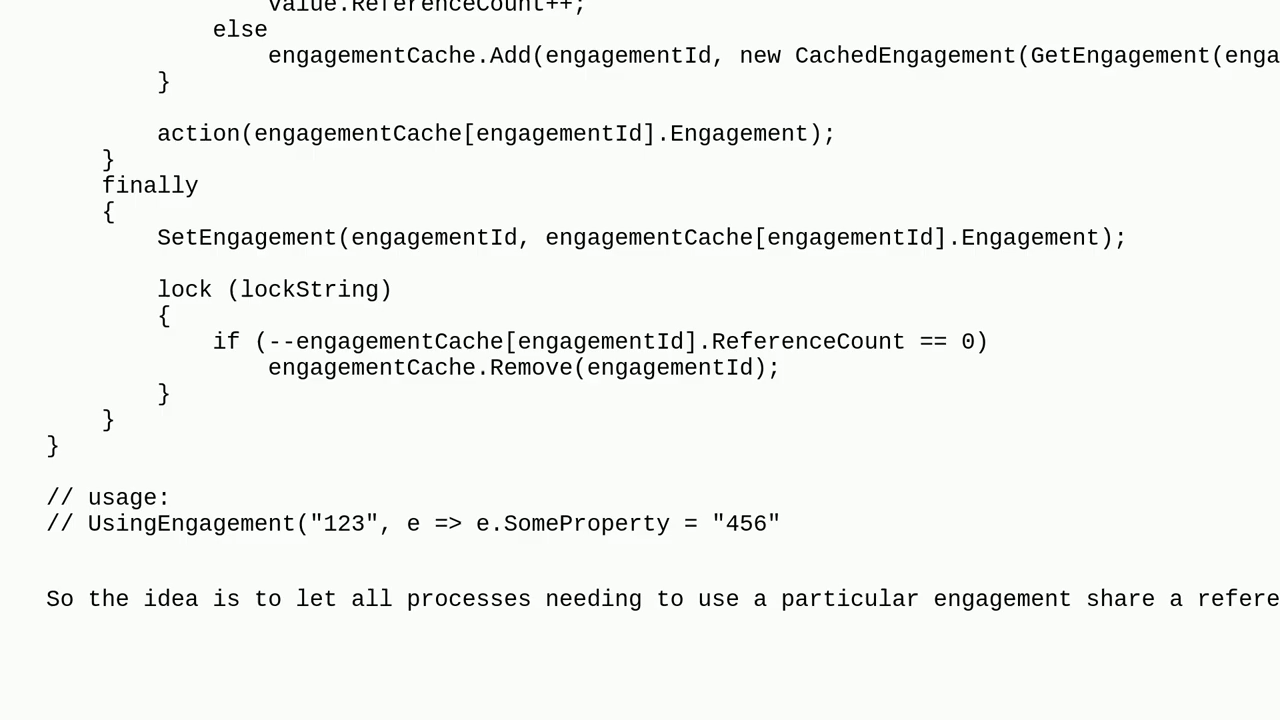 value.ReferenceCount++;
else
engagementCache.Add(engagementId, new CachedEngagement(GetEngagement(enga
}
action(engagementCache[engagementId].Engagement);
}
finally
{
SetEngagement(engagementId, engagementCache[engagementId].Engagement);
lock (lockString)
{
if (--engagementCache[engagementId].ReferenceCount == 0)
engagementCache.Remove(engagementId);
}
}
}
// usage:
// UsingEngagement("123", e => e.SomeProperty = "456"
So the idea is to let all processes needing to use a particular engagement share a refere